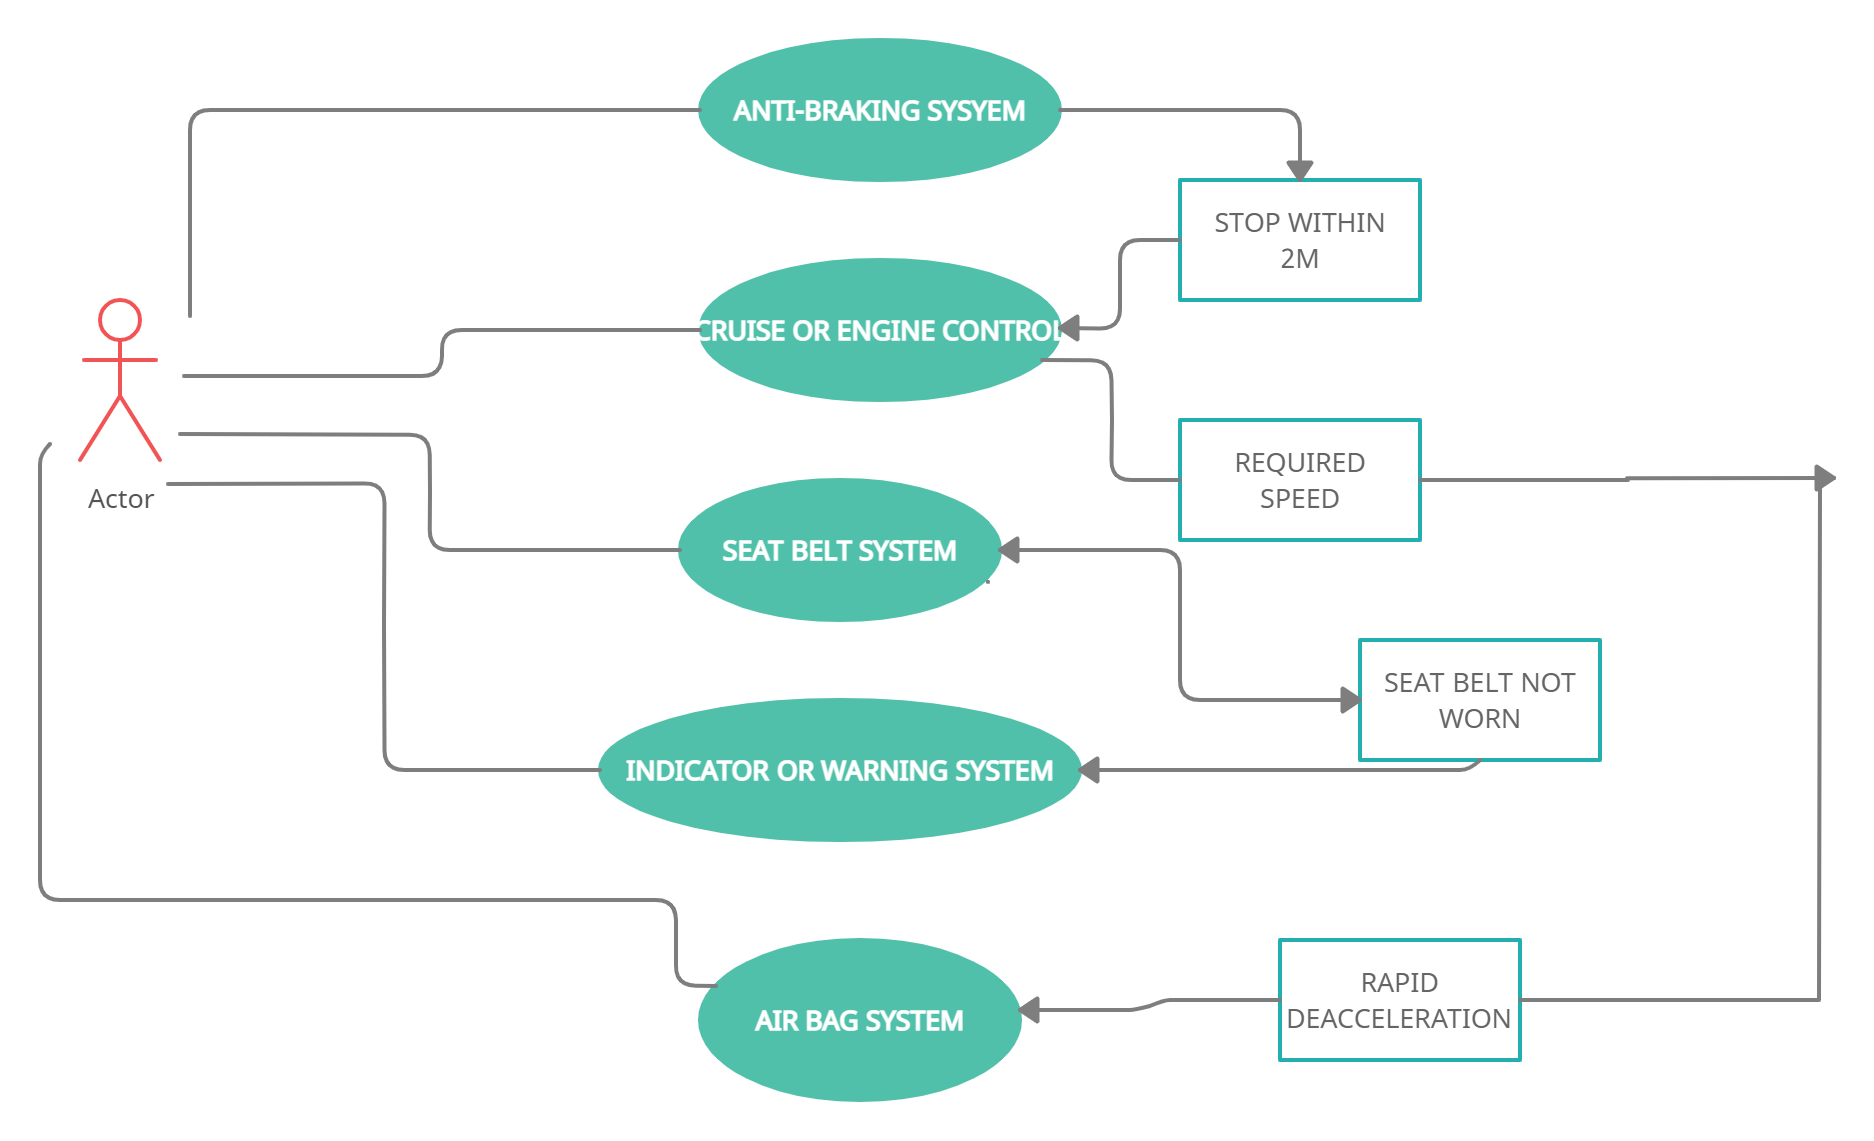 ANTI-BRAKING SYSYEM
STOP WITHIN
2M
CRUISE OR ENGINE CONTROL
REQUIRED
SPEED
Actor
SEAT BELT SYSTEM
SEAT BELT NOT
WORN
INDICATOR OR WARNING SYSTEM
RAPID
DEACCELERATION
AIR BAG SYSTEM